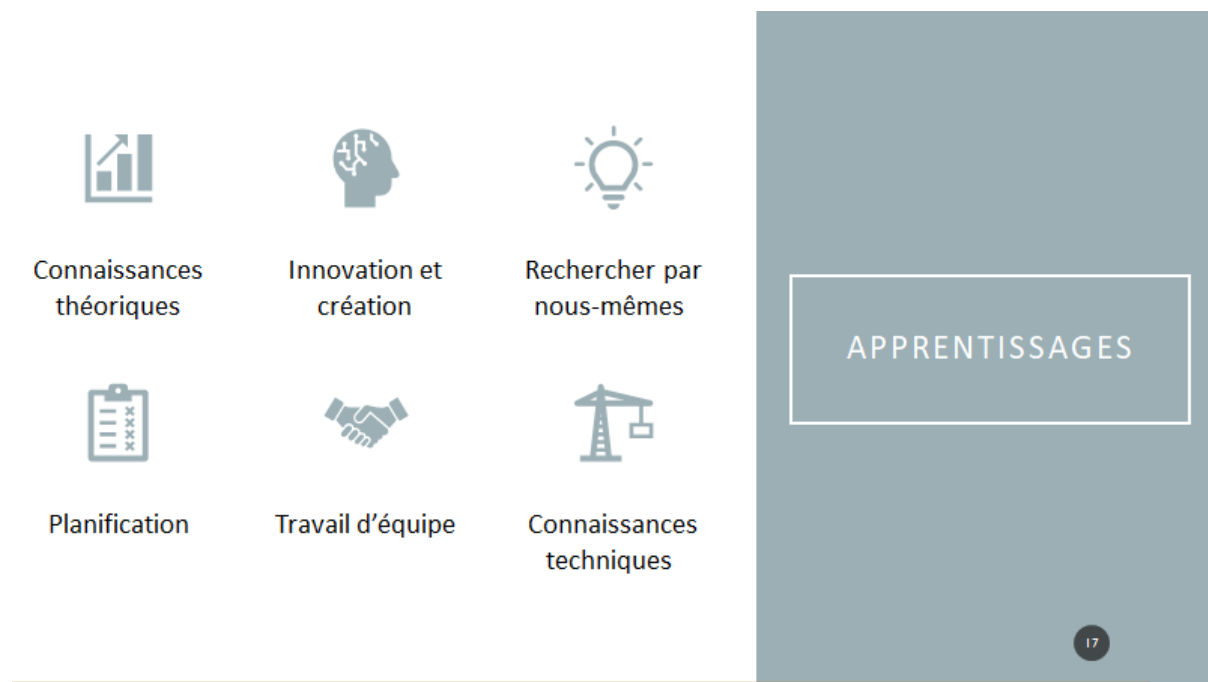 Connaissances
théoriques
Innovation et
création
Rechercher par
nous-mêmes
Planification
Travail d’équipe
Connaissances
techniques
APPRENTISSAGES
17